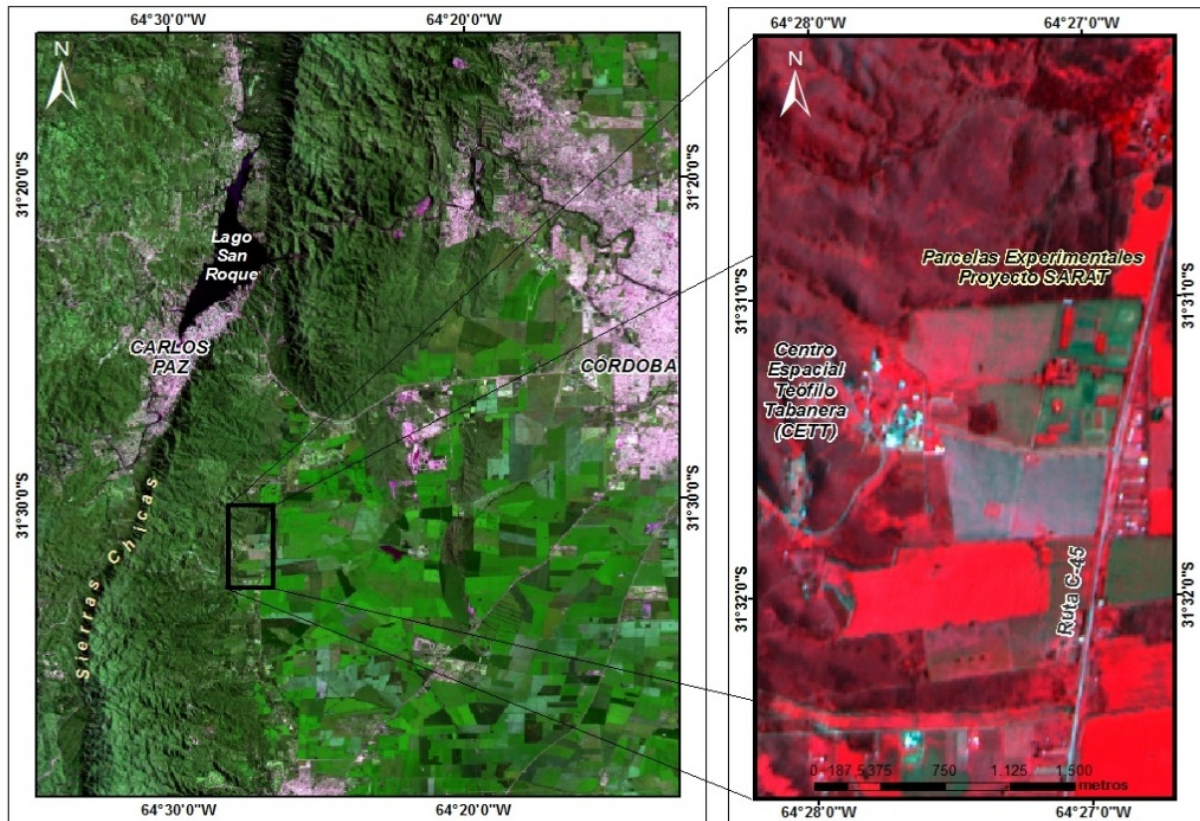 64°30'0"W
64°20'0"W
N
31°20'0"S
31°20'0"S
Lago
San
Roque
CARLOS
PAZ
CÓRDOBA
31°30'0"S
31°30'0"S
Sierras Chicas
64°30'0"W
64°20'0"W
64°28'0"W
64°27'0"W
N
Parcelas Experimentales
Proyecto SARAT
31°31'0"S
31°31'0"S
Centro
Espacial
Teófilo
Tabanera
(CETT)
31°32'0"S
31°32'0"S
Ruta C-45
0 187,5375 750 1.125 1.500
metros
64°28'0"W
64°27'0"W